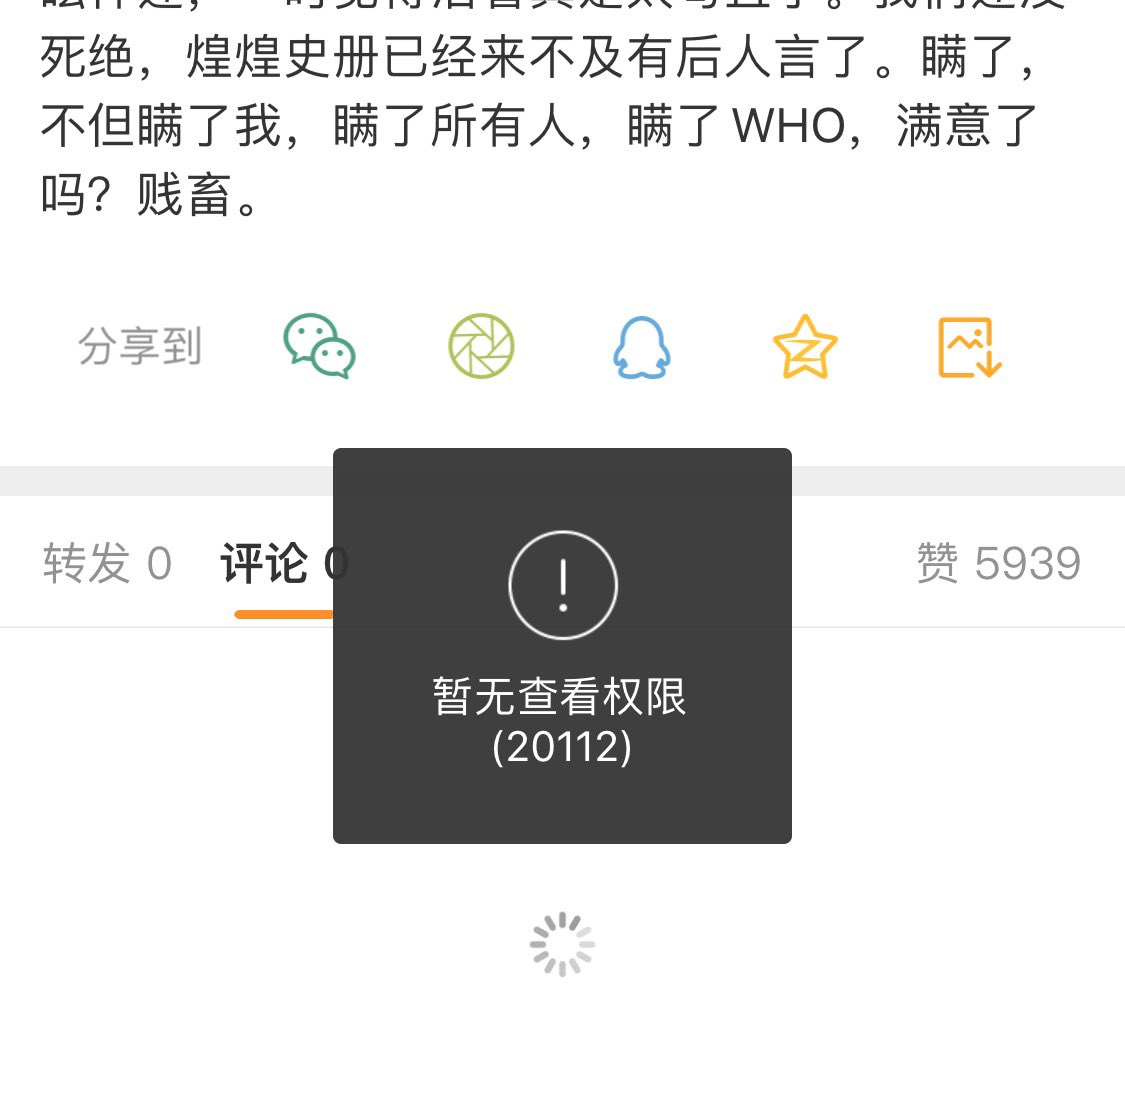 死绝，煌煌史册已经来不及有后人言了。瞒了，
不但瞒了我，瞒了所有人，瞒了WHO，满意了
吗？贱畜。
分享到
转发 0 评论 0 赞 5939
暂无查看权限
(20112)